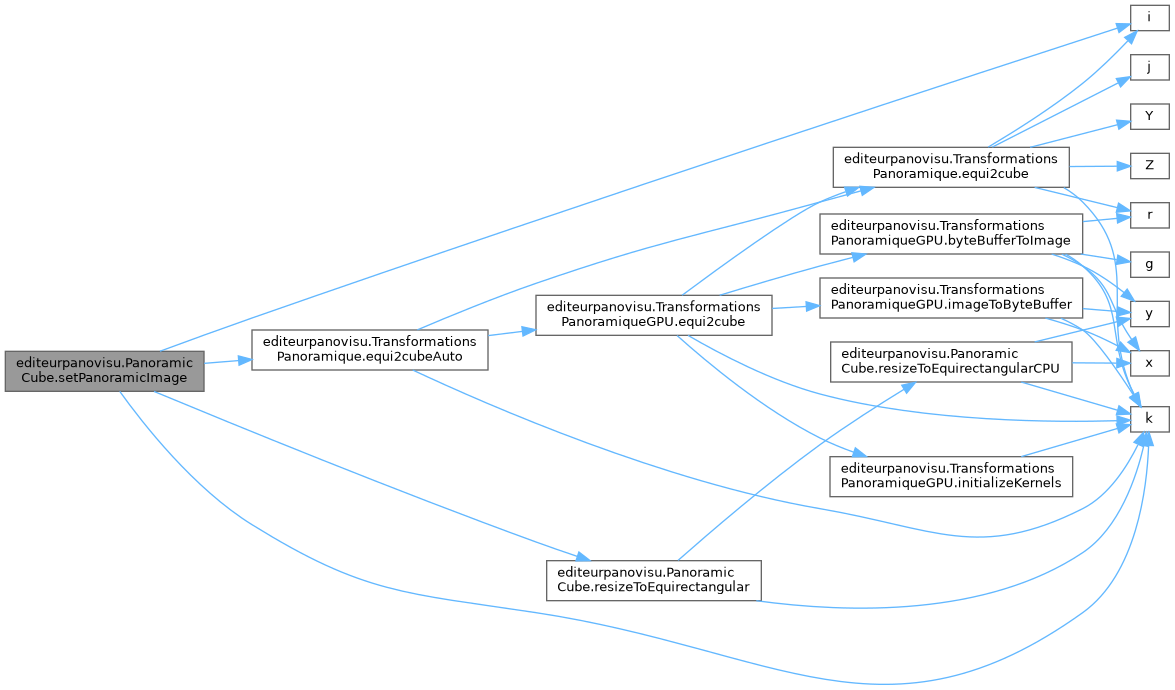 editeurpanovisu.Panoramic
Cube.setPanoramicImage
editeurpanovisu.Transformations
Panoramique.equi2cubeAuto
editeurpanovisu.Transformations
PanoramiqueGPU.equi2cube
editeurpanovisu.Panoramic
Cube.resizeToEquirectangular
editeurpanovisu.Transformations
Panoramique.equi2cube
editeurpanovisu.Transformations
PanoramiqueGPU.byteBufferToImage
editeurpanovisu.Transformations
PanoramiqueGPU.imageToByteBuffer
editeurpanovisu.Panoramic
Cube.resizeToEquirectangularCPU
editeurpanovisu.Transformations
PanoramiqueGPU.initializeKernels
i
j
Y
Z
r
g
y
x
k